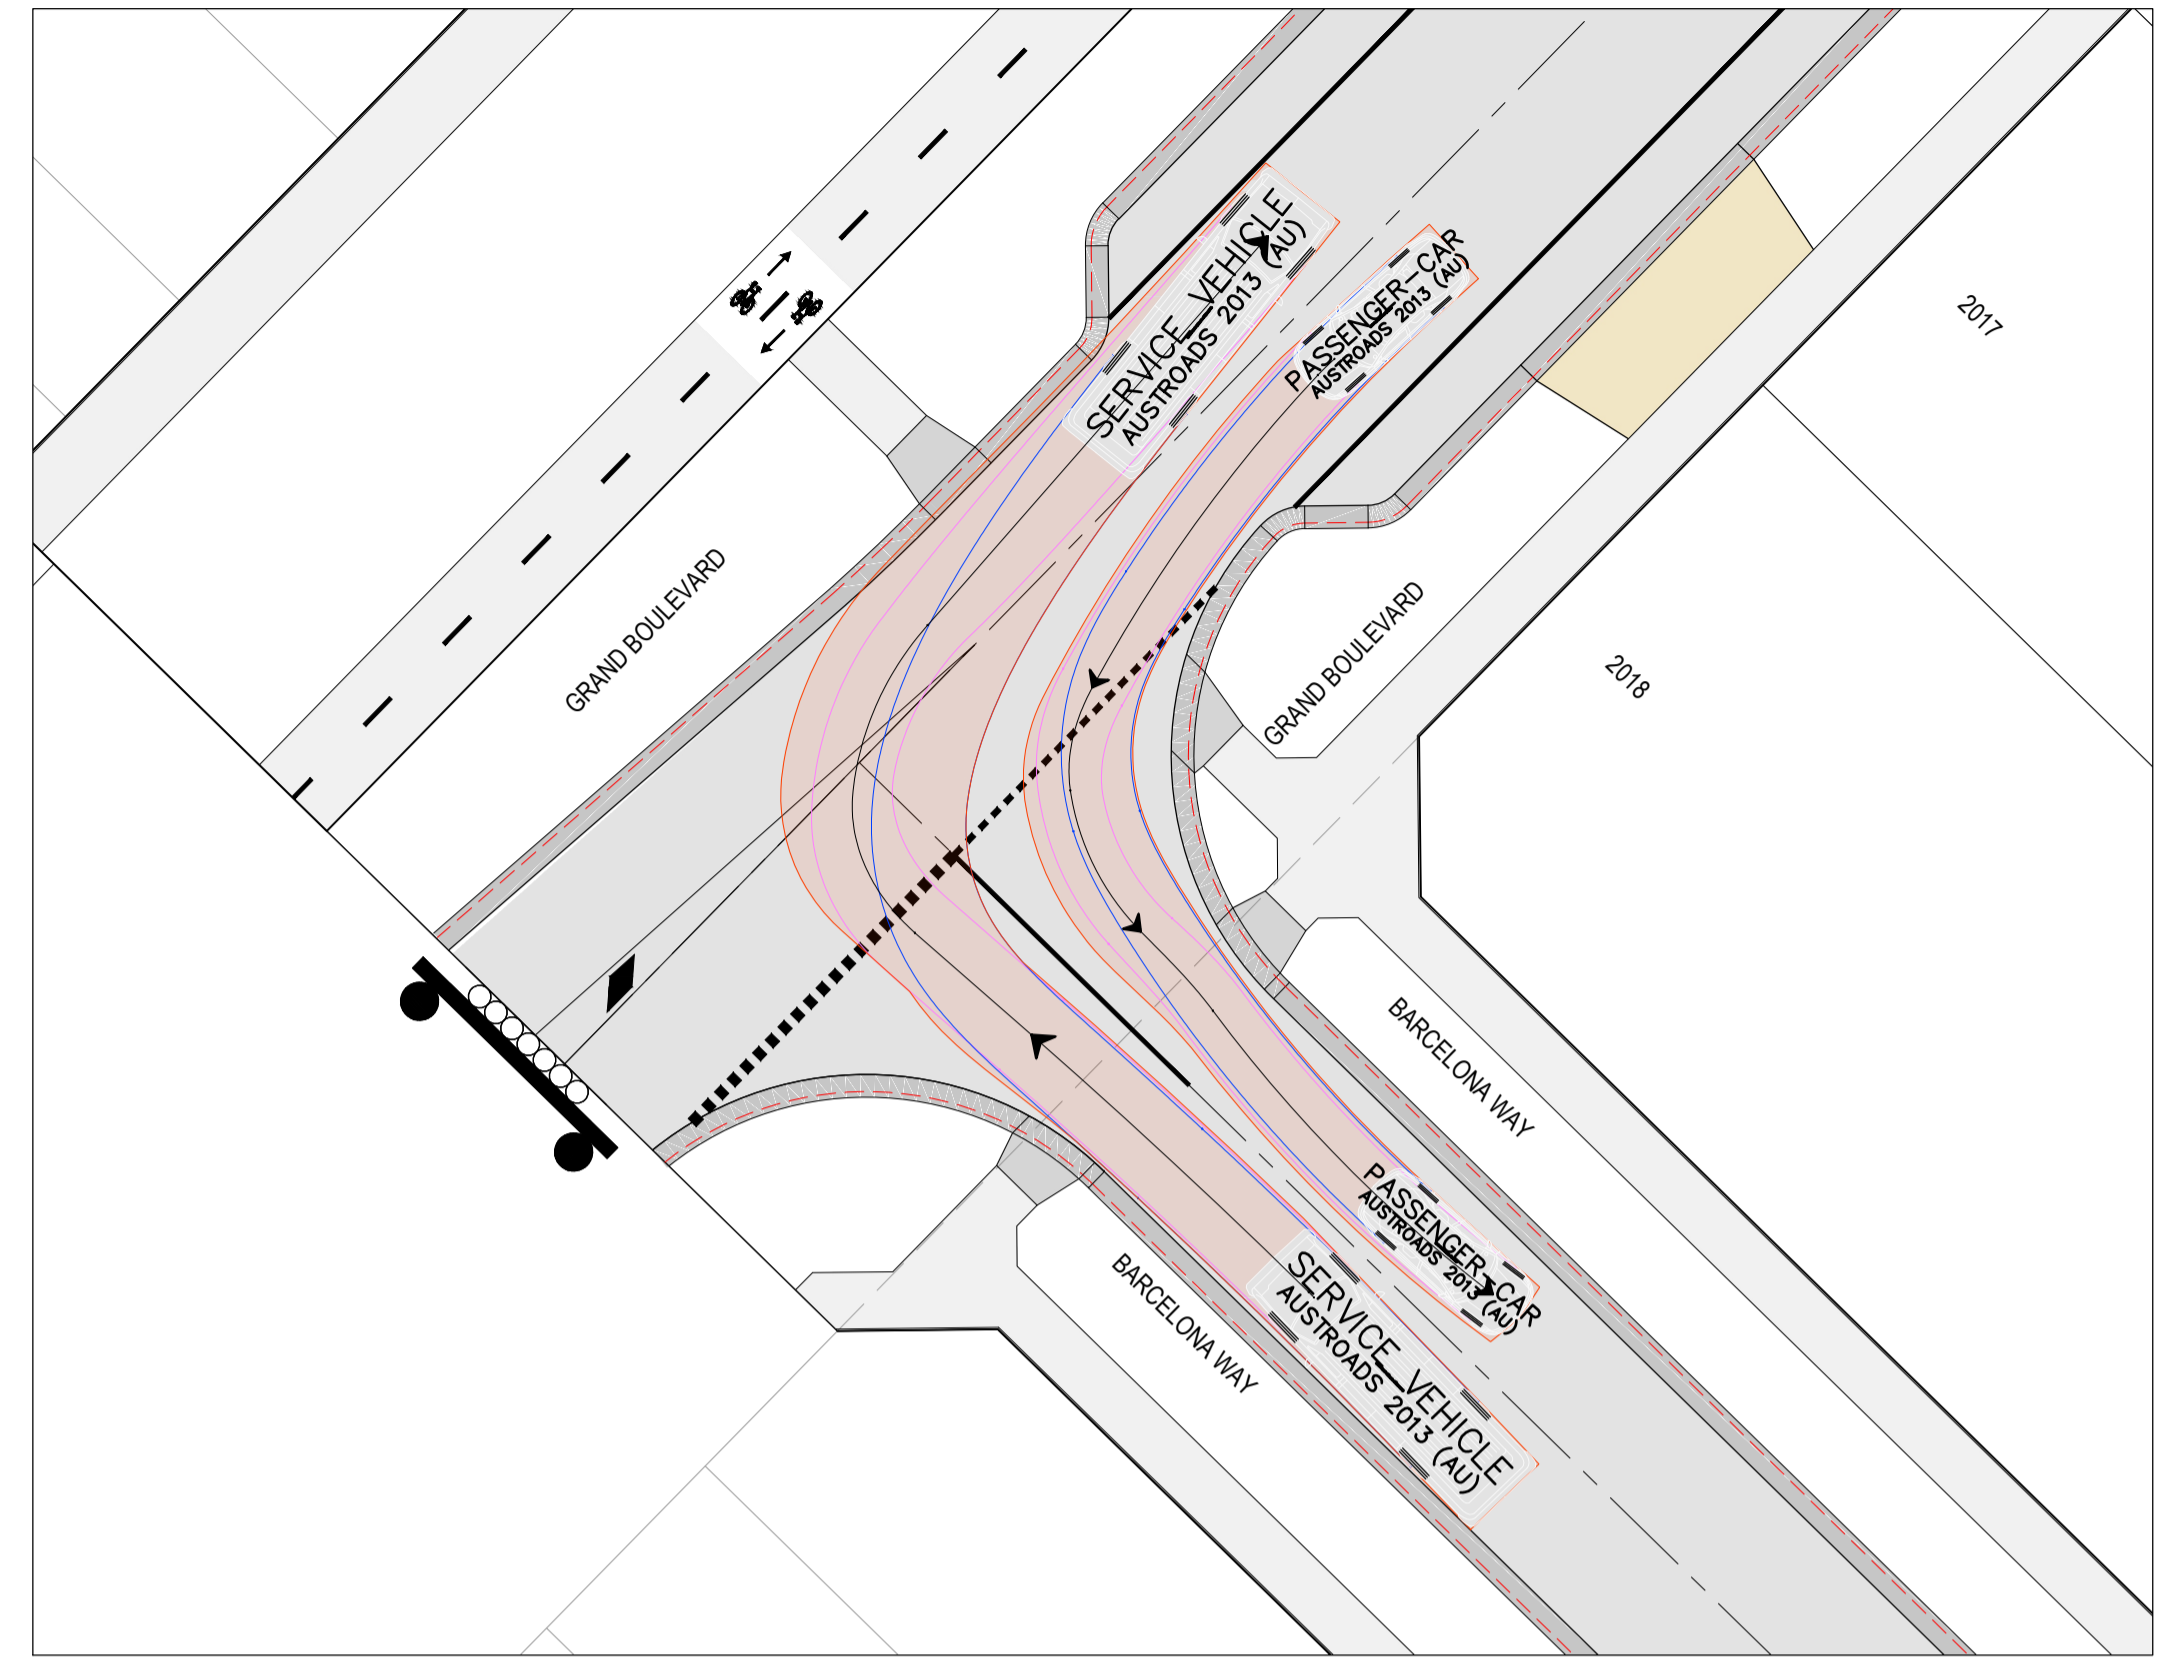 SERVICE_VEHICLE
AUSTROADS 2013 (AU)
PASSENGER_CAR
AUSTROADS 2013 (AU)
2017
GRAND BOULEVARD
GRAND BOULEVARD
2018
BARCELONA WAY
PASSENGER_CAR
AUSTROADS 2013 (AU)
BARCELONA WAY
SERVICE_VEHICLE
AUSTROADS 2013 (AU)